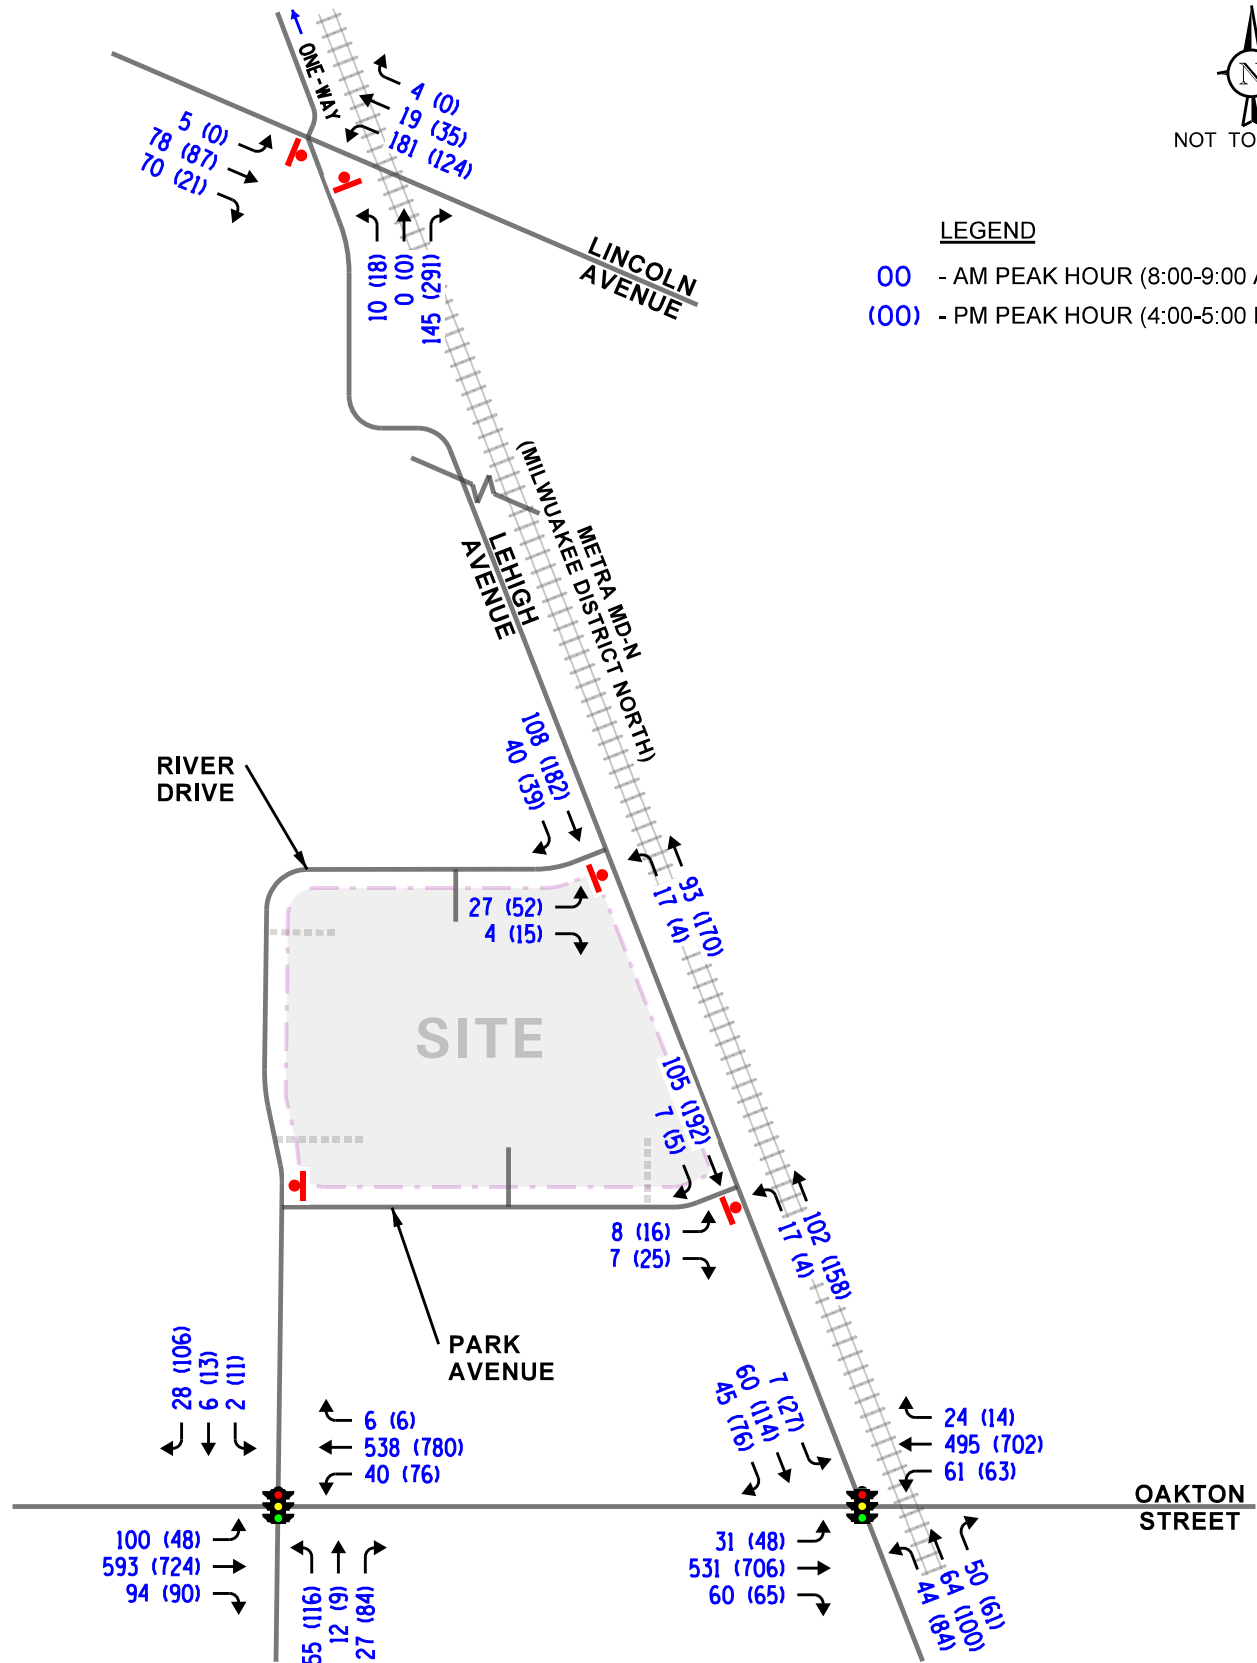 ONE-WAY
4 (0)
19 (35)
181 (124)
5 (0)
78 (87)
70 (21)
10 (18)
0 (0)
145 (291)
LINCOLN
AVENUE
N
NOT TO
LEGEND
00 - AM PEAK HOUR (8:00-9:00
(00) - PM PEAK HOUR (4:00-5:00
LEHIGH
AVENUE
METRA MD-N
(MILWUAKEE DISTRICT NORTH)
108 (182)
40 (39)
RIVER
DRIVE
27 (52)
4 (15)
93 (170)
17 (4)
SITE
105 (192)
7 (5)
8 (16)
7 (25)
102 (158)
17 (4)
PARK
AVENUE
28 (106)
6 (13)
2 (11)
6 (6)
538 (780)
40 (76)
7 (27)
60 (114)
45 (76)
24 (14)
495 (702)
61 (63)
OAKTON
STREET
100 (48)
593 (724)
94 (90)
55 (116)
12 (9)
27 (84)
31 (48)
531 (706)
60 (65)
44 (84)
64 (100)
50 (61)